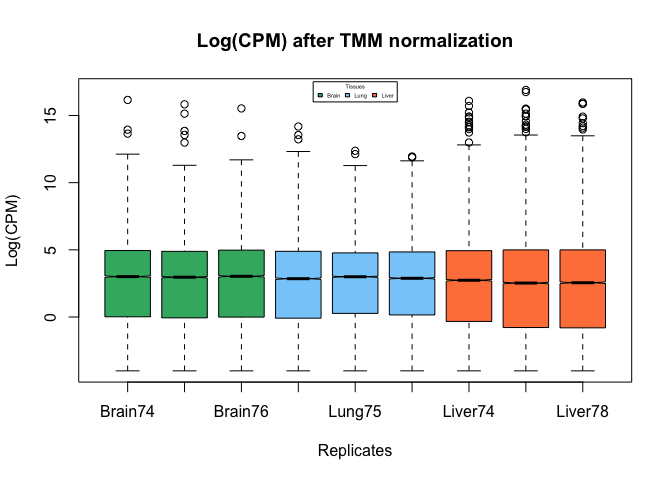 Log(CPM) after TMM normalization
Tissues
Brain Lung Liver
Log(CPM)
15
10
5
0
Brain74 Brain76 Lung75 Liver74 Liver78
Replicates